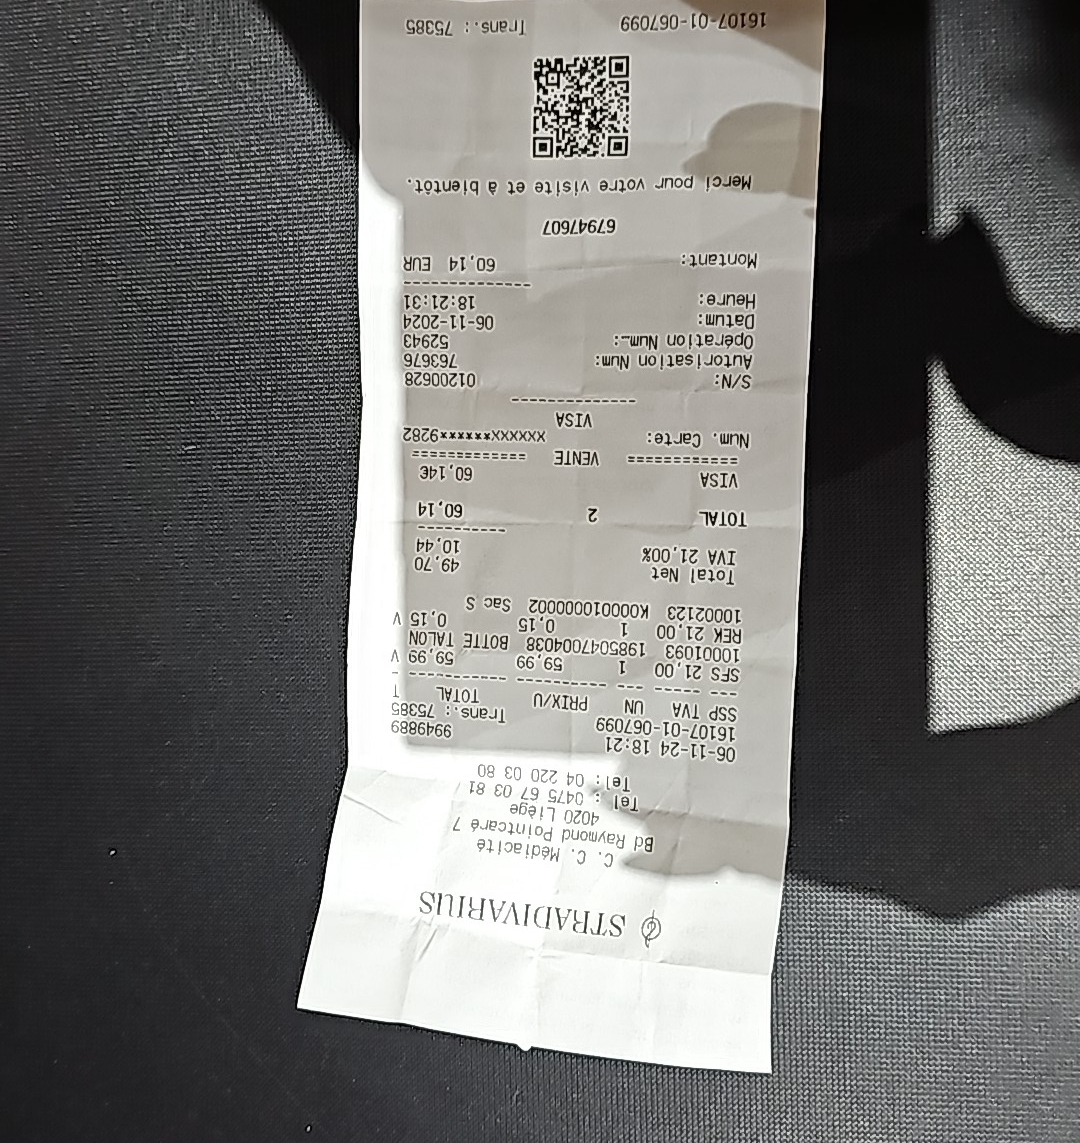 STRADIVARIUS
C. C. Médiacité
Bd Raymond Pointcaré 7
4020 Liège
Tel : 0475 67 03 81
Tel: 04 220 03 80
06-11-24 18:21 9949889
16107-01-067099 Trans.: 75385
SSP TVA UN PRIX/U TOTAL T
--- ----- --- -------- -------- -
SFS 21,00 1 59,99 59,99 V
10001093 1985047004038 BOTTE TALON
REK 21,00 1 0,15 0,15 V
10002123 K00001000000002 Sac S
Total Net 49,70
IVA 21,00% 10,44
----------
TOTAL 2 60,14
VISA 60,14€
============ VENTE ============
Num. Carte: XXXXXX******9282
VISA
--------------
S/N: 01200628
Autorisation Num: 763676
Opération Num…: 52943
Datum: 06-11-2024
Heure: 18:21:31
--------------
Montant: 60,14 EUR
67947607
Merci pour votre visite et à bientôt.
16107-01-067099 Trans.: 75385